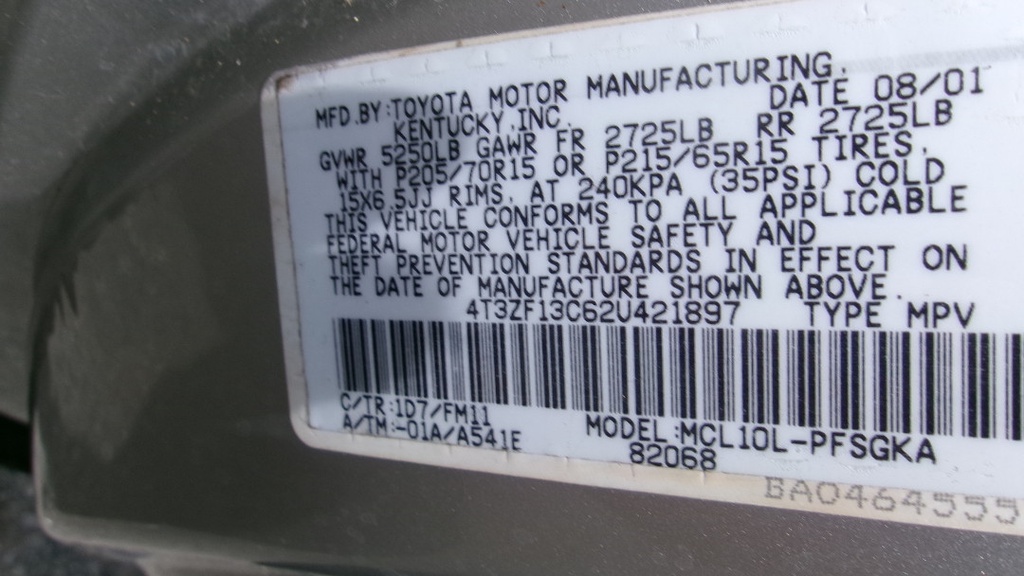 MFD.BY:TOYOTA MOTOR MANUFACTURING,
KENTUCKY,INC. DATE 08/01
GVWR 5250LB GAWR FR 2725LB RR 2725LB
WITH P205/70R15 OR P215/65R15 TIRES,
15X6.5JJ RIMS, AT 240KPA (35PSI) COLD
THIS VEHICLE CONFORMS TO ALL APPLICABLE
FEDERAL MOTOR VEHICLE SAFETY AND
THEFT PREVENTION STANDARDS IN EFFECT ON
THE DATE OF MANUFACTURE SHOWN ABOVE.
4T3ZF13C62U421897 TYPE MPV
C/TR:1D7/FM11
A/TM:-01A/A541E MODEL:MCL10L-PFSGKA
82068
BA0464555